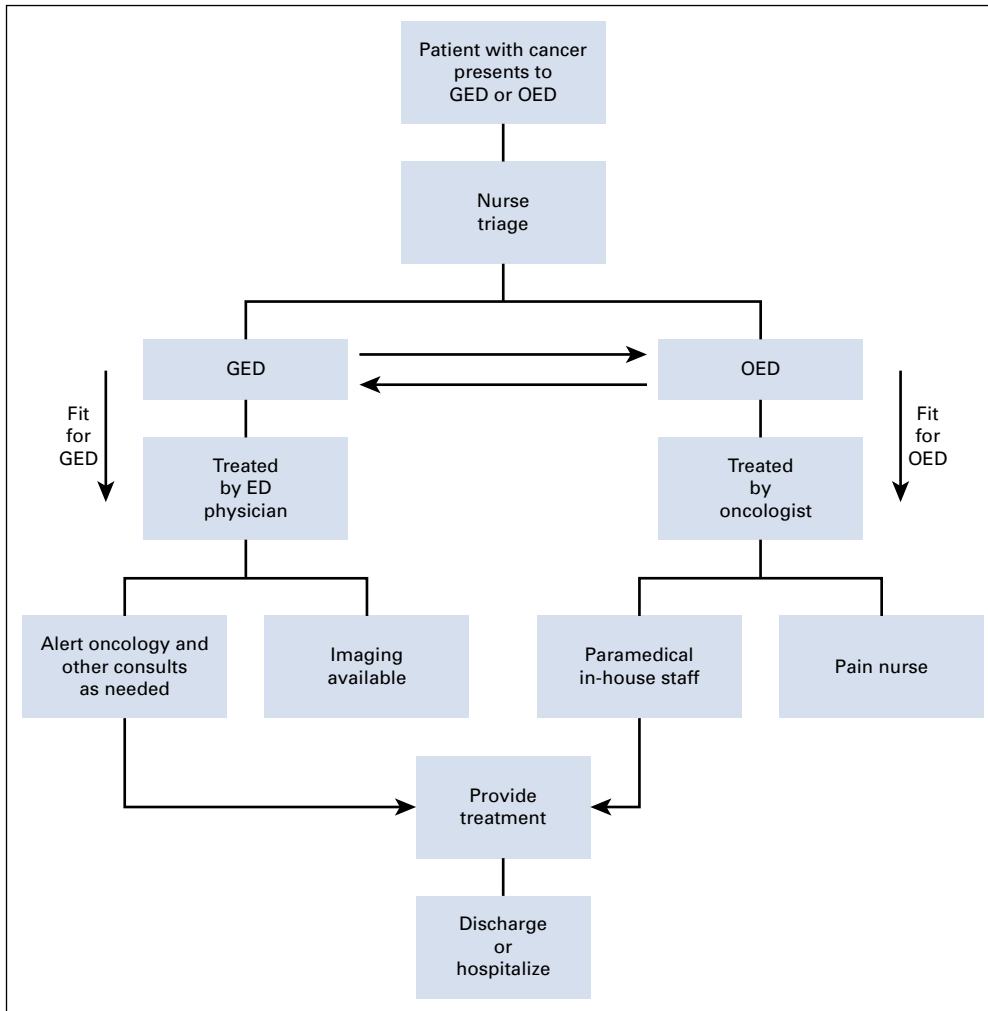 Patient with cancer
presents to
GED or OED
Nurse
triage
GED
OED
Fit
for
GED
Fit
for
OED
Treated
by ED
physician
Treated
by
oncologist
Alert oncology and
other consults
as needed
Imaging
available
Paramedical
in-house staff
Pain nurse
Provide
treatment
Discharge
or
hospitalize